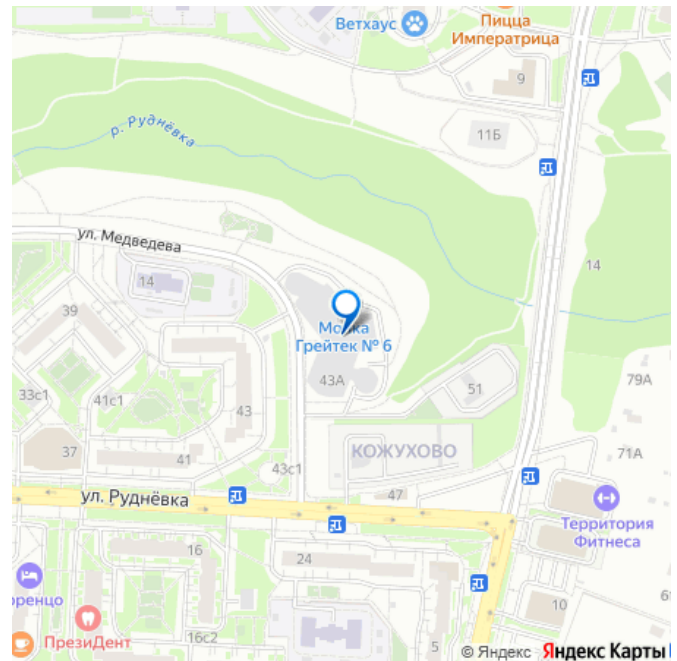 Ветхаус
Пицца
Императрица
9
11Б
р. Руднёвка
ул. Медведева
14
14
39
Мойка
Грейтек № 6
43А
51
79А
33с1
41с1
43
37
41
КОЖУХОВО
71А
43с1
47
ул. Руднёвка
Территория
Фитнеса
16
24
оренцо
10
6
ПрезиДент
16с2
© Яндекс
Яндекс Карты